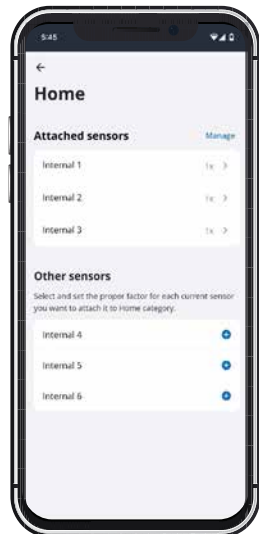 5:45
Home
Attached sensors Manage
Internal 1 1x
Internal 2 1x
Internal 3 1x
Other sensors
Select and set the proper factor for each current sensor
you want to attach it to Home category.
Internal 4
Internal 5
Internal 6